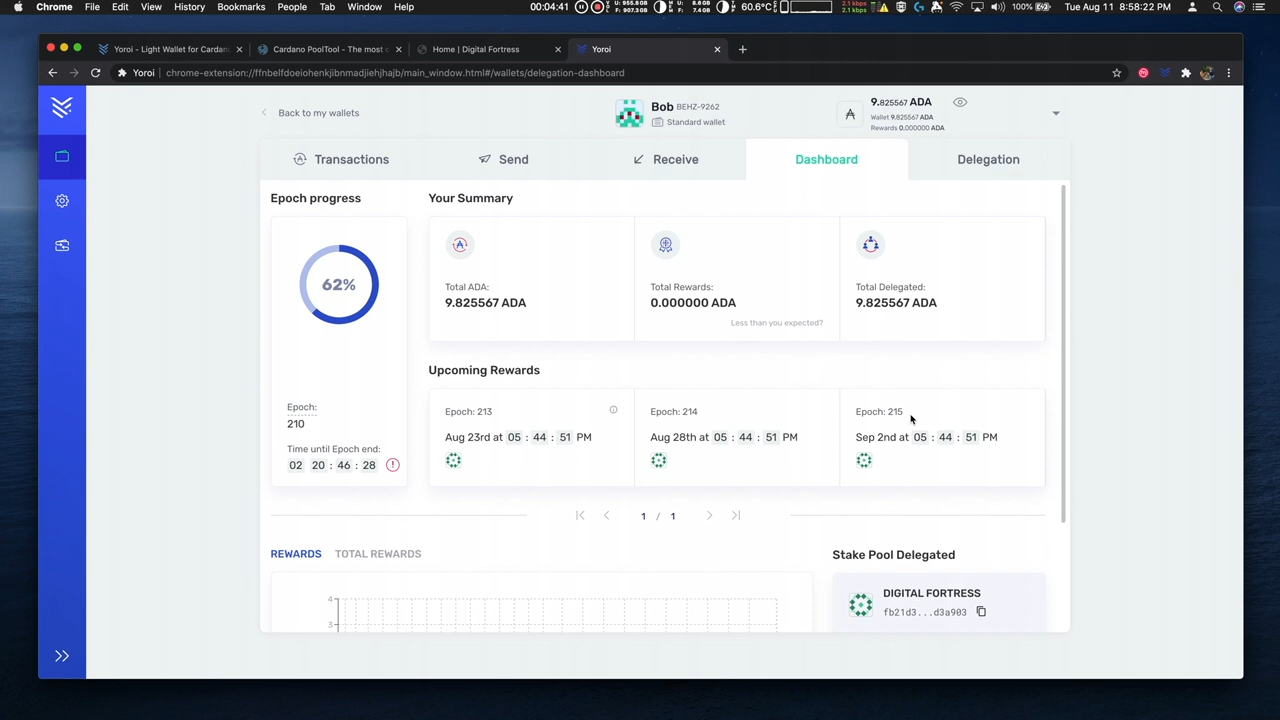 Chrome File Edit View History Bookmarks People Tab Window Help 00:04:41 60.6°C 100% Tue Aug 11 8:58:22 PM
Yoroi - Light Wallet for Cardano Cardano PoolTool - The most c Home | Digital Fortress Yoroi
Yoroi chrome-extension://ffnbelfdoeiohenkjibnmadjiehjhajb/main_window.html#/wallets/delegation-dashboard
Back to my wallets
Bob BEHZ-9262
Standard wallet
9.825567 ADA
Wallet 9.825567 ADA
Rewards 0.000000 ADA
Transactions Send Receive Dashboard Delegation
Epoch progress
62%
Epoch:
210
Time until Epoch end:
02 20 : 46 : 28
Your Summary
Total ADA:
9.825567 ADA
Total Rewards:
0.000000 ADA
Less than you expected?
Total Delegated:
9.825567 ADA
Upcoming Rewards
Epoch: 213
Aug 23rd at 05 : 44 : 51 PM
Epoch: 214
Aug 28th at 05 : 44 : 51 PM
Epoch: 215
Sep 2nd at 05 : 44 : 51 PM
1 / 1
REWARDS TOTAL REWARDS
4
3
Stake Pool Delegated
DIGITAL FORTRESS
fb21d3...d3a903